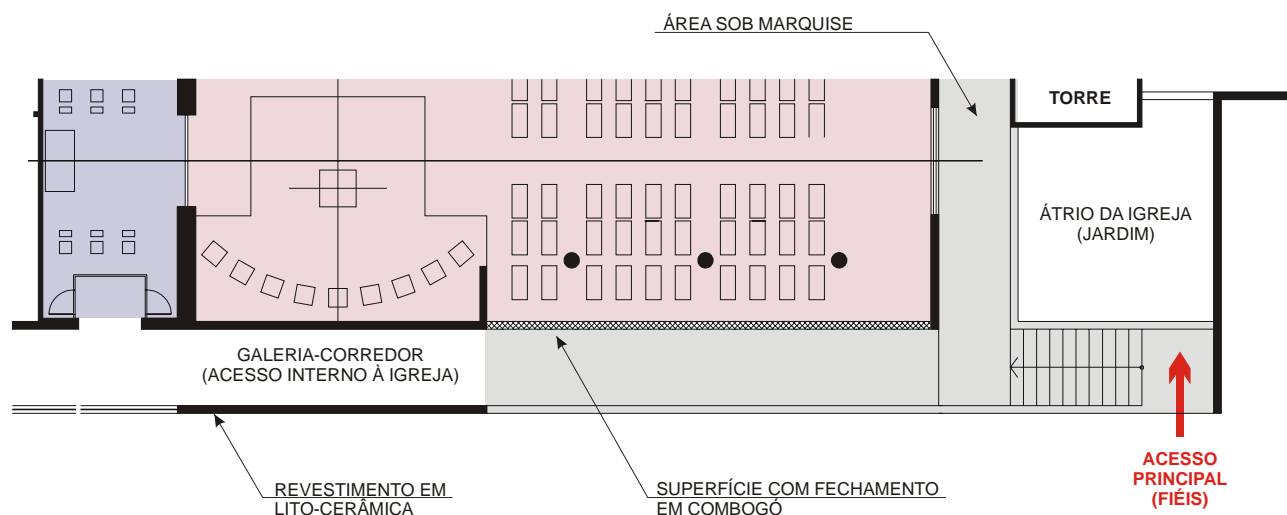 ÁREA SOB MARQUISE
TORRE
ÁTRIO DA IGREJA
(JARDIM)
GALERIA-CORREDOR
(ACESSO INTERNO À IGREJA)
REVESTIMENTO EM
LITO-CERÂMICA
SUPERFÍCIE COM FECHAMENTO
EM COMBOGÓ
ACESSO
PRINCIPAL
(FIÉIS)